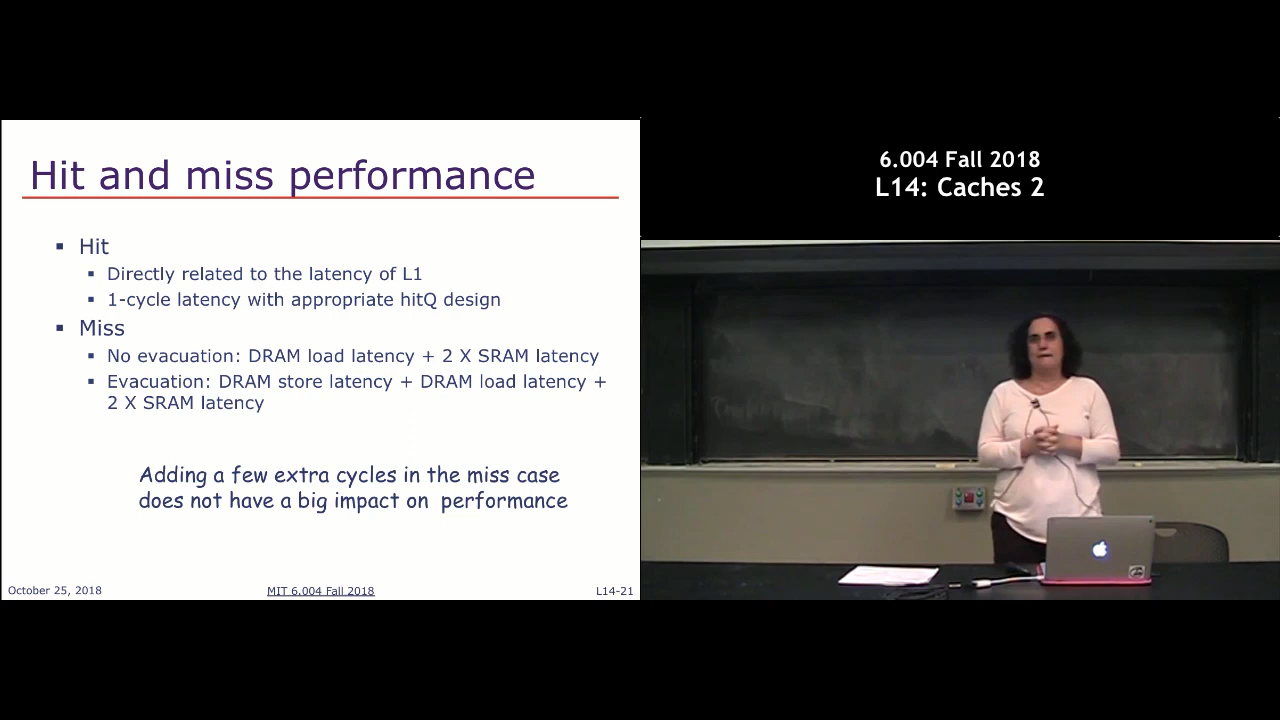 Hit and miss performance
▪ Hit
▪ Directly related to the latency of L1
▪ 1-cycle latency with appropriate hitQ design
▪ Miss
▪ No evacuation: DRAM load latency + 2 X SRAM latency
▪ Evacuation: DRAM store latency + DRAM load latency +
2 X SRAM latency
Adding a few extra cycles in the miss case
does not have a big impact on performance
October 25, 2018
MIT 6.004 Fall 2018
L14-21
6.004 Fall 2018
L14: Caches 2